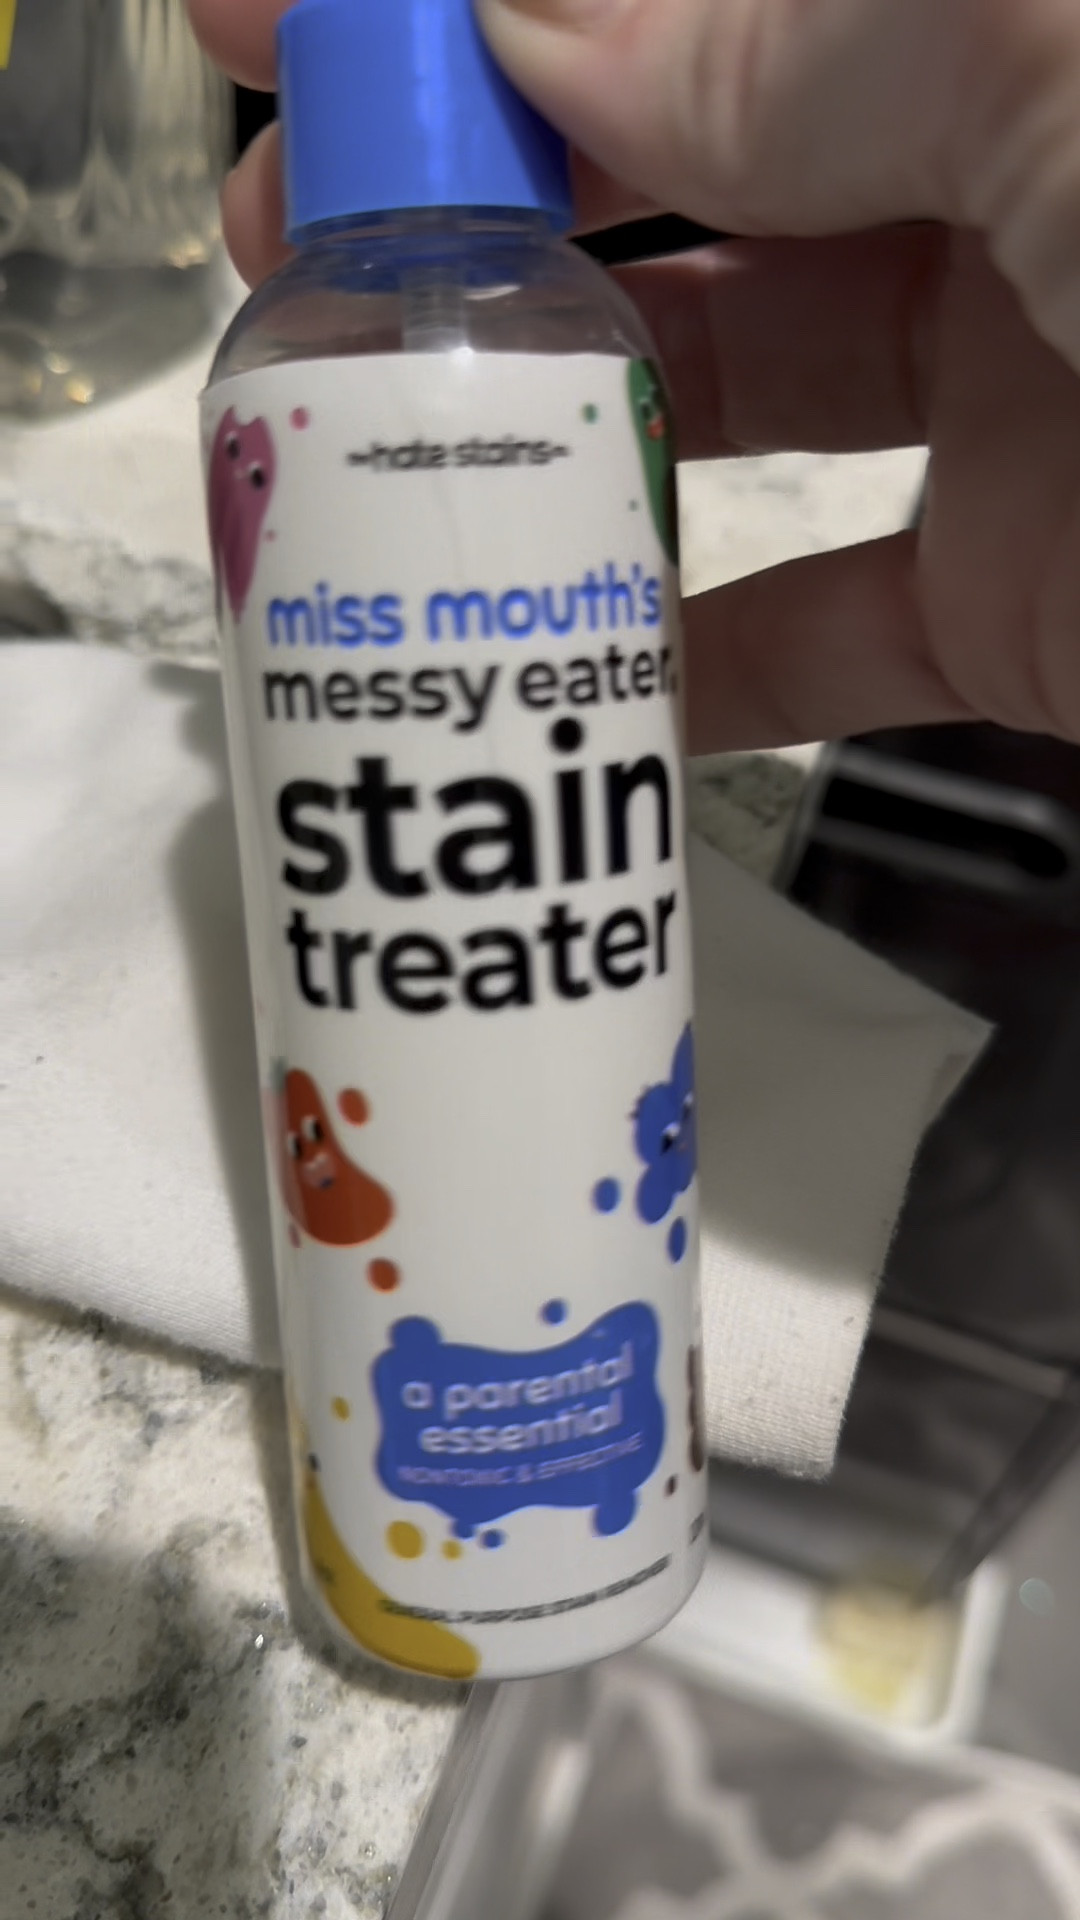 ~hate stains~
miss mouth's
messy eater
stain
treater
a parental
essential
NONTOXIC & EFFECTIVE